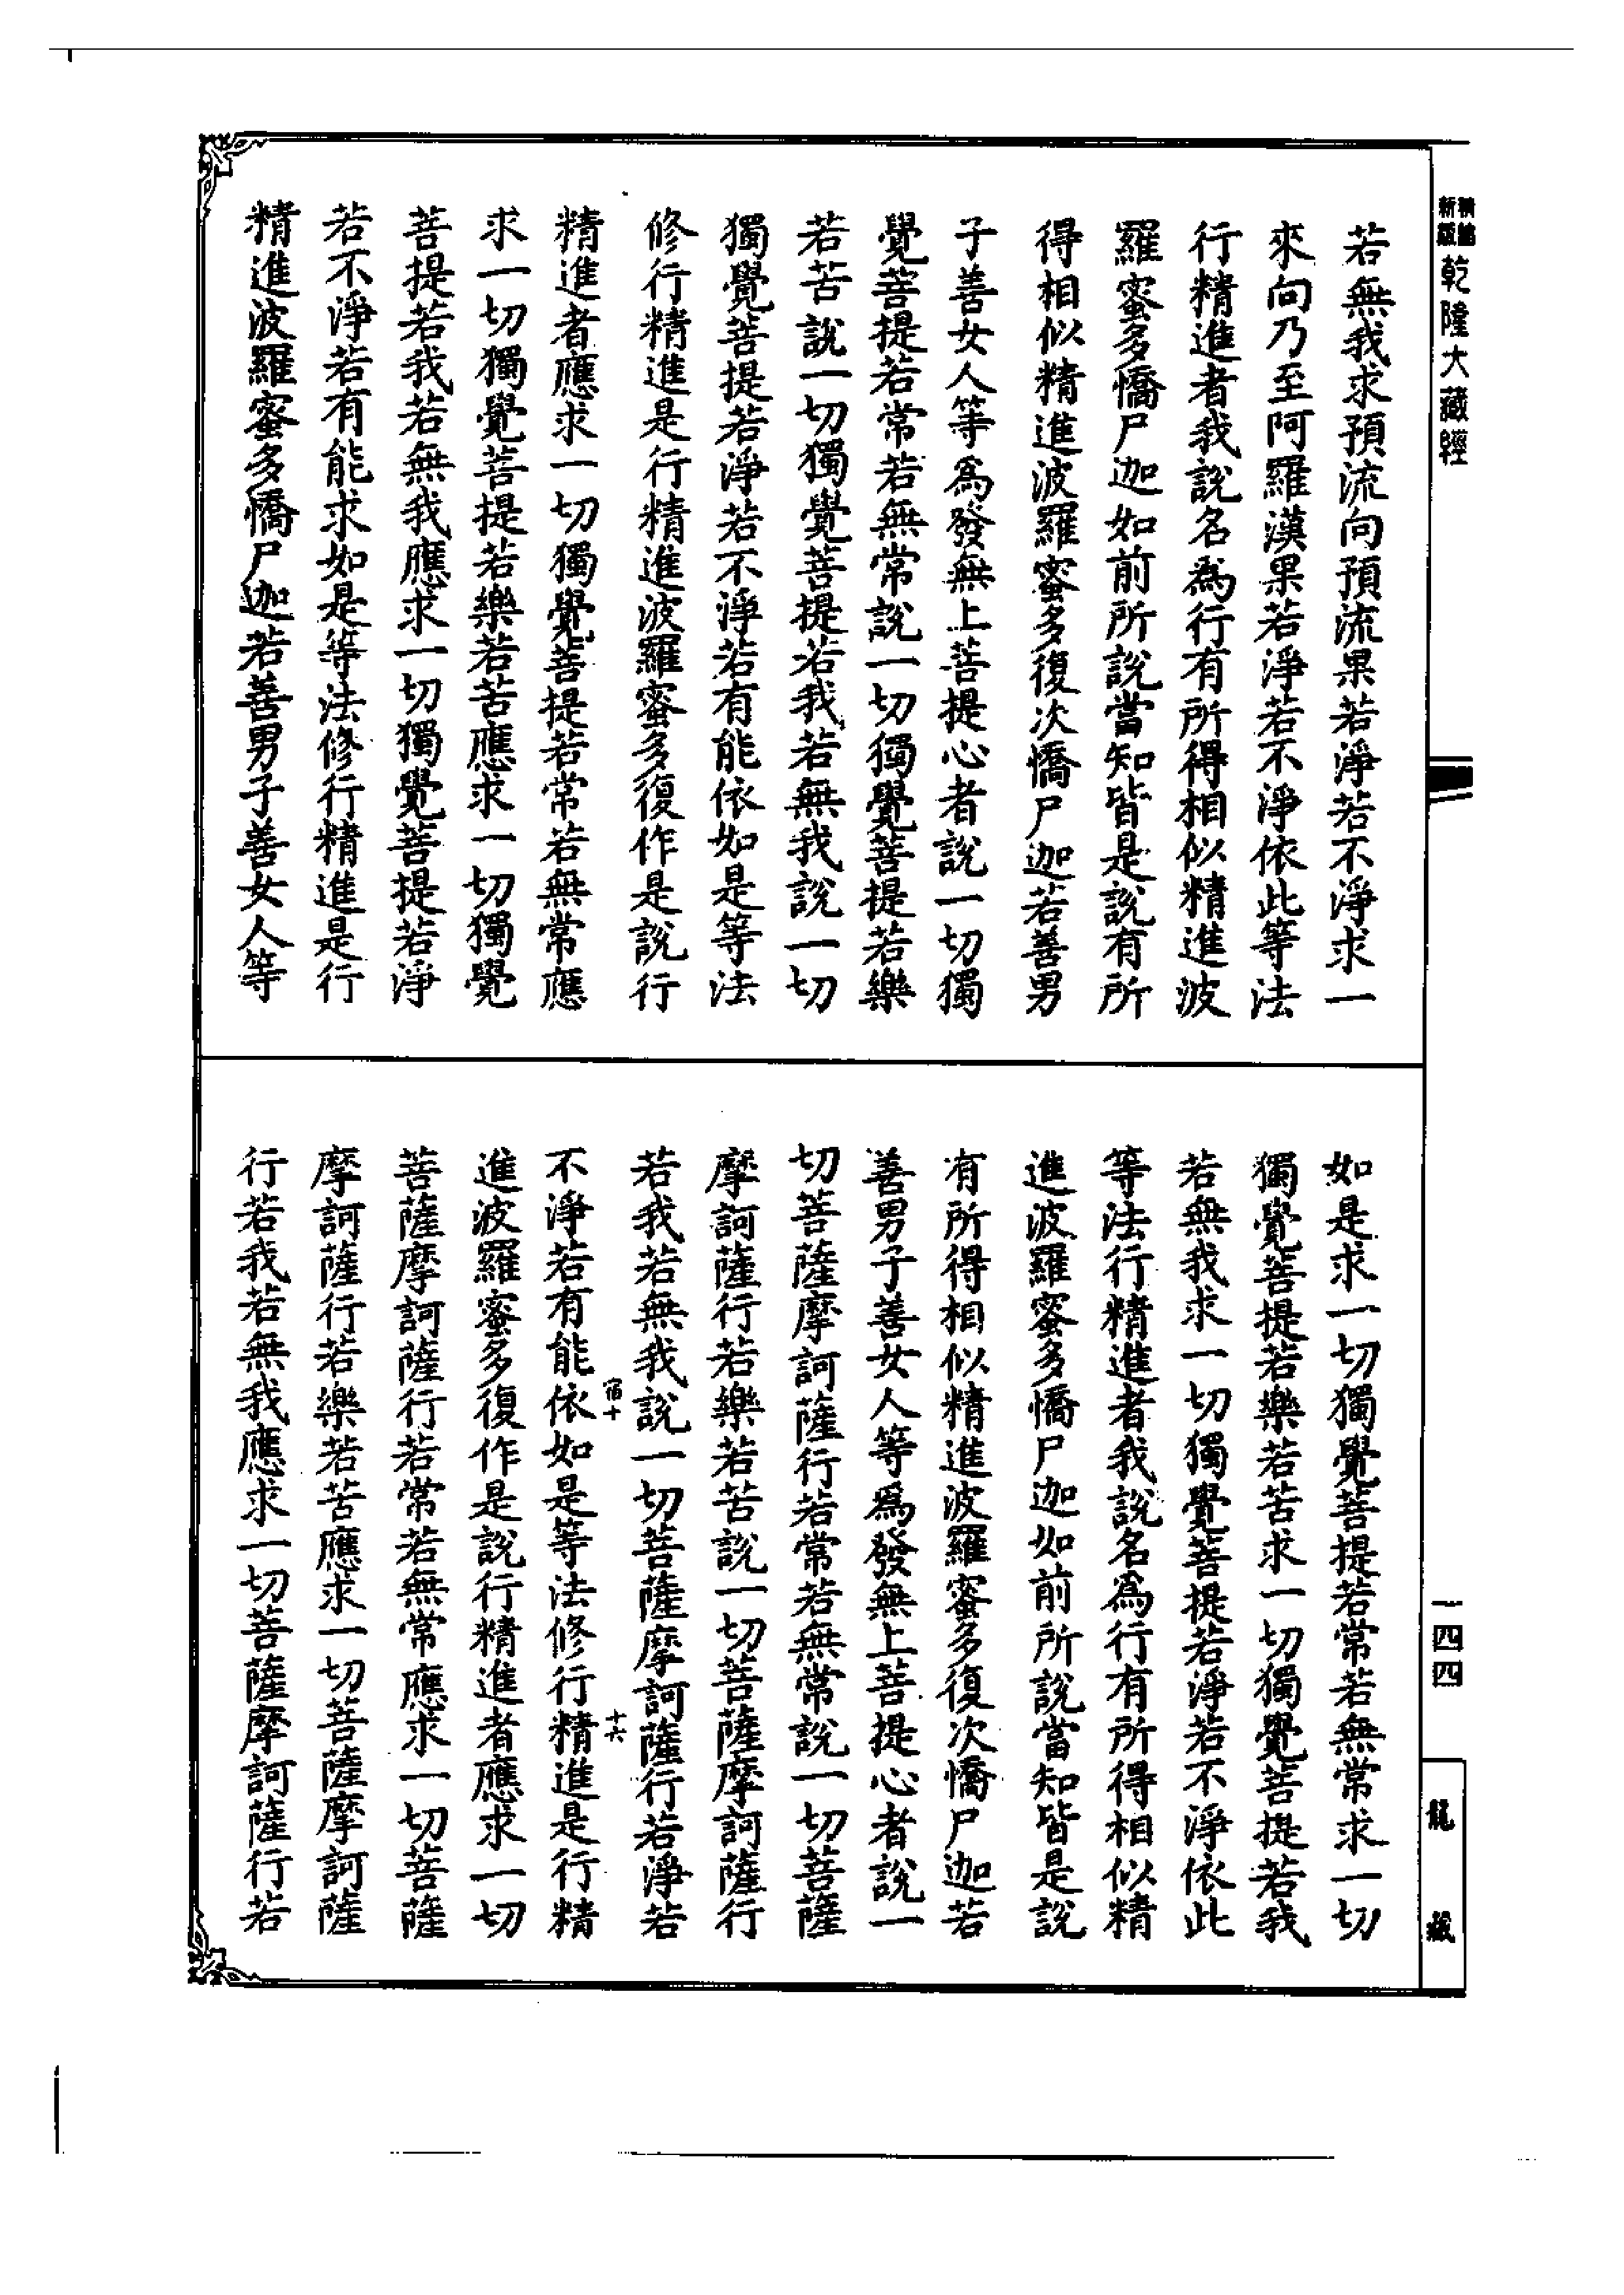 乾隆大藏經
若無我求預流向預流果若淨若不淨求一
來向乃至阿羅漢果若淨若不淨依此等法
行精進者我說名為行有所得相似精進波
羅蜜多憍尸迦如前所說當知皆是說有所
得相似精進波羅蜜多復次憍尸迦若善男
子善女人等為發無上菩提心者說一切獨
覺菩提若常若無常說一切獨覺菩提若樂
若苦說一切獨覺菩提若我若無我說一切
獨覺菩提若淨若不淨若有能依如是等法
修行精進是行精進波羅蜜多復作是說行
精進者應求一切獨覺菩提若常若無常應
求一切獨覺菩提若樂若苦應求一切獨覺
菩提若我若無我應求一切獨覺菩提若淨
若不淨若有能求如是等法修行精進是行
精進波羅蜜多憍尸迦若善男子善女人等
如是求一切獨覺菩提若常若無常求一切
獨覺菩提若樂若苦求一切獨覺菩提若我
若無我求一切獨覺菩提若淨若不淨依此
等法行精進者我說名為行有所得相似精
進波羅蜜多憍尸迦如前所說當知皆是說
有所得相似精進波羅蜜多復次憍尸迦若
善男子善女人等為發無上菩提心者說一
切菩薩摩訶薩行若常若無常說一切菩薩
摩訶薩行若樂若苦說一切菩薩摩訶薩行
若我若無我說一切菩薩摩訶薩行若淨若
宿十 十六
不淨若有能依如是等法修行精進是行精
進波羅蜜多復作是說行精進者應求一切
菩薩摩訶薩行若常若無常應求一切菩薩
摩訶薩行若樂若苦應求一切菩薩摩訶薩
行若我若無我應求一切菩薩摩訶薩行若
一四四
龍藏